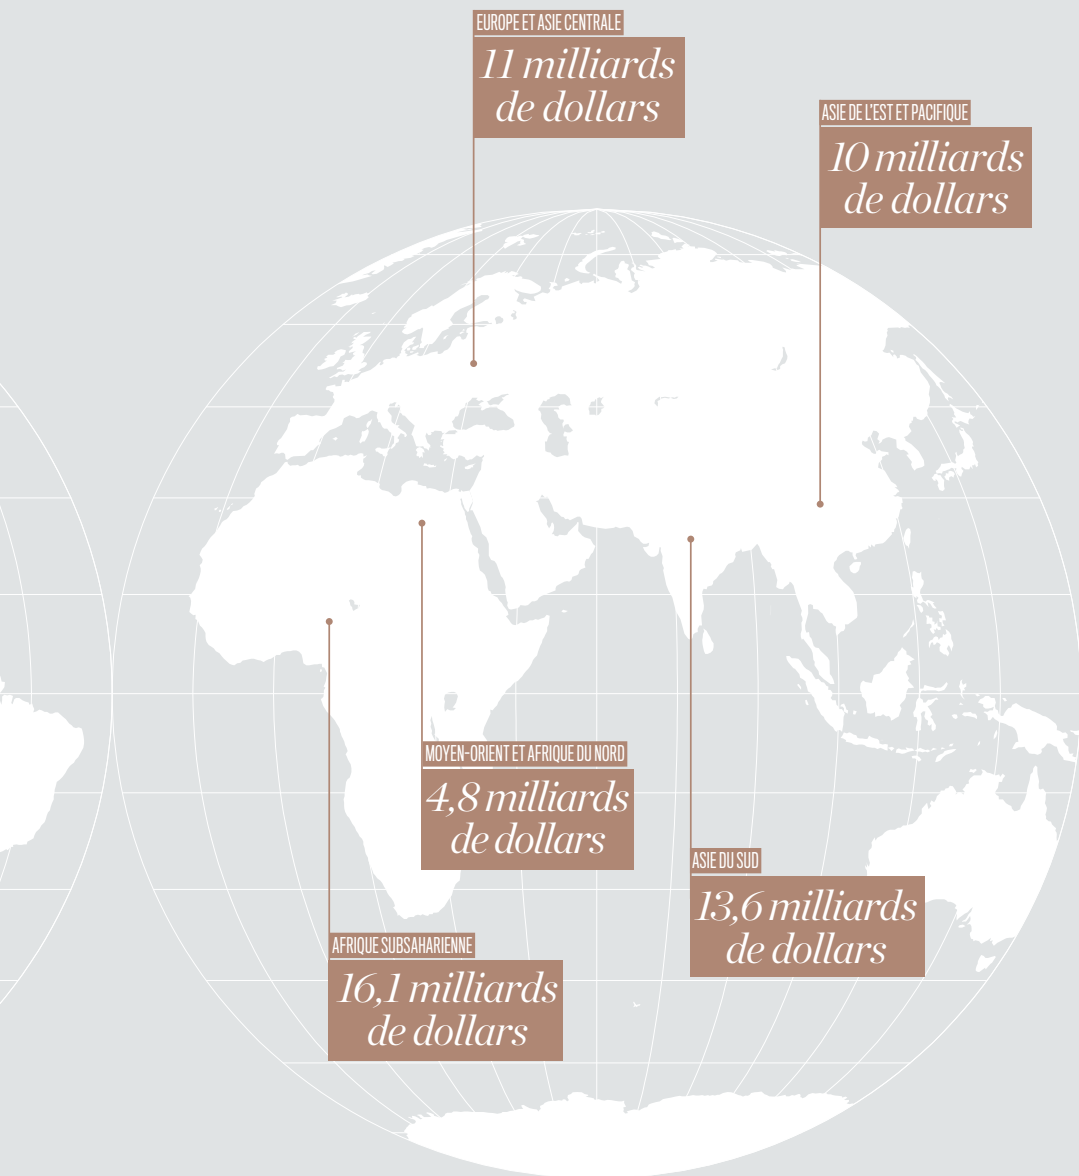 EUROPE ET ASIE CENTRALE
11 milliards
de dollars
ASIE DE L'EST ET PACIFIQUE
10 milliards
de dollars
MOYEN-ORIENT ET AFRIQUE DU NORD
4,8 milliards
de dollars
ASIE DU SUD
13,6 milliards
de dollars
AFRIQUE SUBSAHARIENNE
16,1 milliards
de dollars